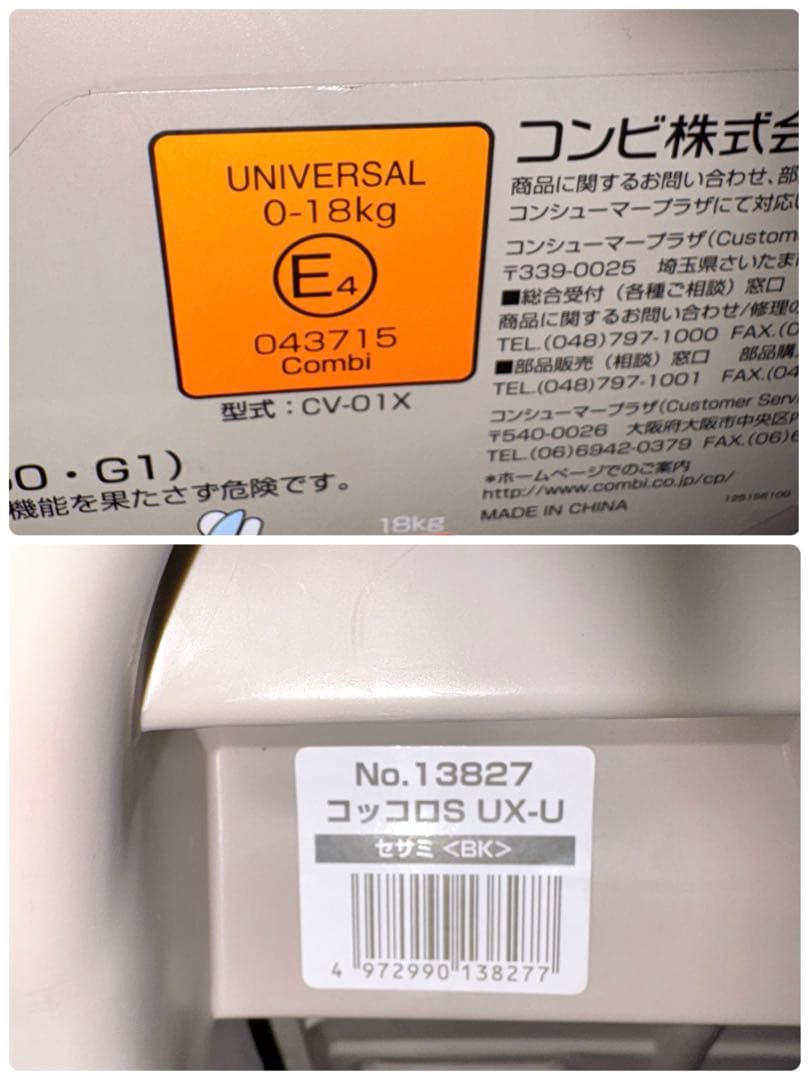 UNIVERSAL
0-18kg
E4
043715
Combi
型式：CV-01X
0・G1）
機能を果たさず危険です。
18kg
コンビ株式会
商品に関するお問い合わせ、部
コンシューマープラザにて対応
コンシューマープラザ(Custom
〒339-0025 埼玉県さいたま
■総合受付（各種ご相談）窓口
商品に関するお問い合わせ/修理の
TEL.(048)797-1000 FAX.(0
■部品販売（相談）窓口 部品購
TEL.(048)797-1001 FAX.(04
コンシューマープラザ(Customer Serv
〒540-0026 大阪府大阪市中央区内
TEL.(06)6942-0379 FAX.(06)6
*ホームページでのご案内
http://www.combi.co.jp/cp/
MADE IN CHINA
125156100
No.13827
コッコロS UX-U
セサミ <BK>
4 972990 138277